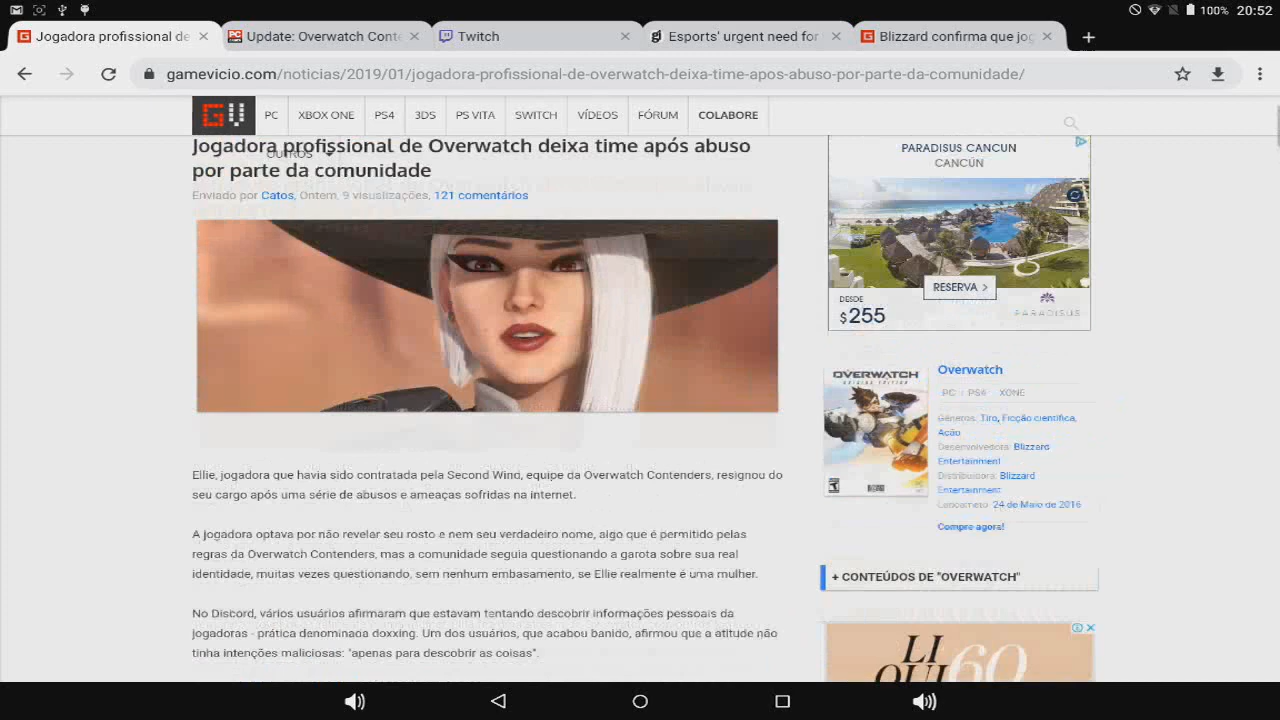 100% 20:52
Jogadora profissional de
Update: Overwatch Conte
Twitch
Esports' urgent need for
Blizzard confirma que jog
gamevicio.com/noticias/2019/01/jogadora-profissional-de-overwatch-deixa-time-apos-abuso-por-parte-da-comunidade/
GV PC XBOX ONE PS4 3DS PS VITA SWITCH VÍDEOS FÓRUM COLABORE
OUTROS
Jogadora profissional de Overwatch deixa time após abuso
por parte da comunidade
Enviado por Catos, Ontem, 9 visualizações, 121 comentários
Ellie, jogadora que havia sido contratada pela Second Wind, equipe da Overwatch Contenders, resignou do
seu cargo após uma série de abusos e ameaças sofridas na internet.
A jogadora optava por não revelar seu rosto e nem seu verdadeiro nome, algo que é permitido pelas
regras da Overwatch Contenders, mas a comunidade seguia questionando a garota sobre sua real
identidade, muitas vezes questionando, sem nenhum embasamento, se Ellie realmente é uma mulher.
No Discord, vários usuários afirmaram que estavam tentando descobrir informações pessoais da
jogadoras - prática denominada doxxing. Um dos usuários, que acabou banido, afirmou que a atitude não
tinha intenções maliciosas: "apenas para descobrir as coisas".
PARADISUS CANCUN
CANCÚN
RESERVA >
DESDE
$255
PARADISUS
OVERWATCH
Overwatch
PC PS4 XONE
Gêneros: Tiro, Ficção científica,
Ação
Desenvolvedora: Blizzard
Entertainment
Distribuidora: Blizzard
Entertainment
Lançamento: 24 de Maio de 2016
Compre agora!
+ CONTEÚDOS DE "OVERWATCH"
LI
QUI 60